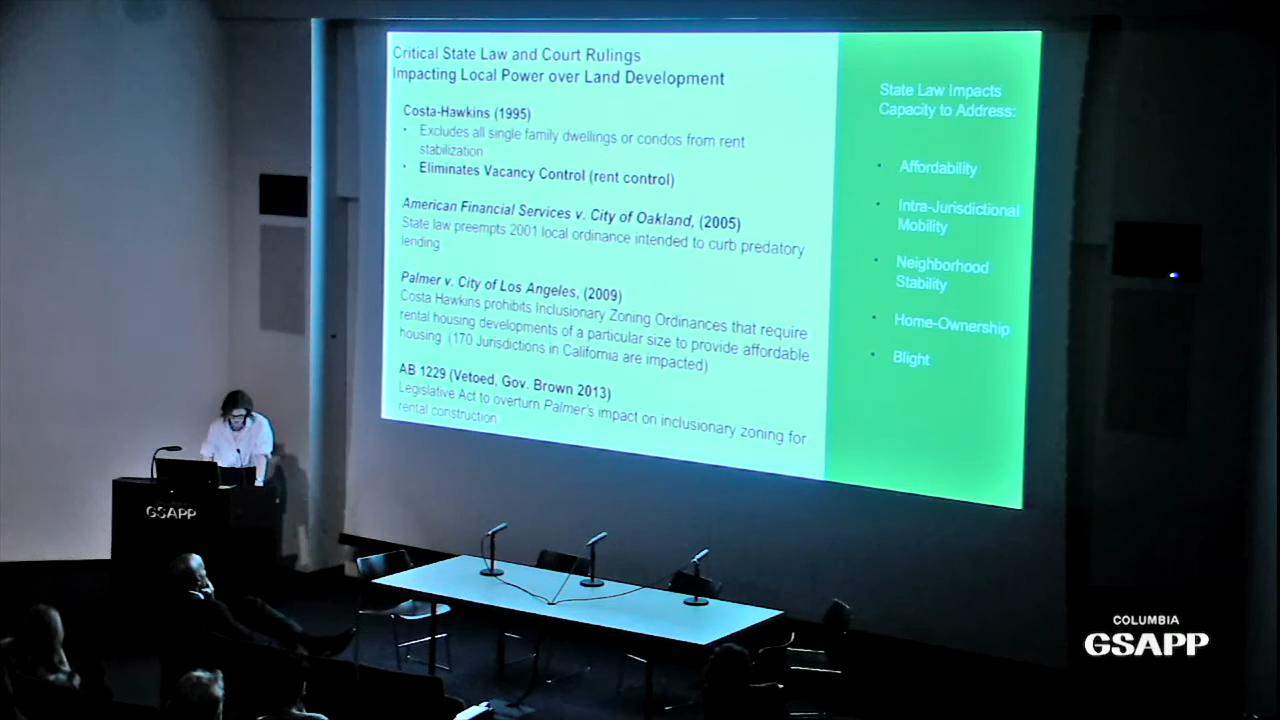 Critical State Law and Court Rulings
Impacting Local Power over Land Development
Costa-Hawkins (1995)
• Excludes all single family dwellings or condos from rent
stabilization
• Eliminates Vacancy Control (rent control)
American Financial Services v. City of Oakland, (2005)
State law preempts 2001 local ordinance intended to curb predatory
lending
Palmer v. City of Los Angeles, (2009)
Costa Hawkins prohibits Inclusionary Zoning Ordinances that require
rental housing developments of a particular size to provide affordable
housing (170 Jurisdictions in California are impacted)
AB 1229 (Vetoed, Gov. Brown 2013)
Legislative Act to overturn Palmer's impact on inclusionary zoning for
rental construction
State Law Impacts
Capacity to Address:
• Affordability
• Intra-Jurisdictional
Mobility
• Neighborhood
Stability
• Home-Ownership
• Blight
GSAPP
COLUMBIA
GSAPP